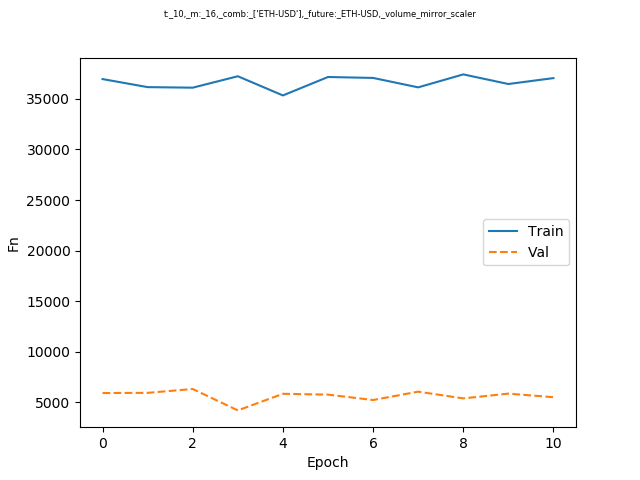 t:_10,_m:_16,_comb:_['ETH-USD'],_future:_ETH-USD,_volume_mirror_scaler
35000
30000
25000
20000
15000
10000
5000
Fn
Train
Val
0 2 4 6 8 10
Epoch